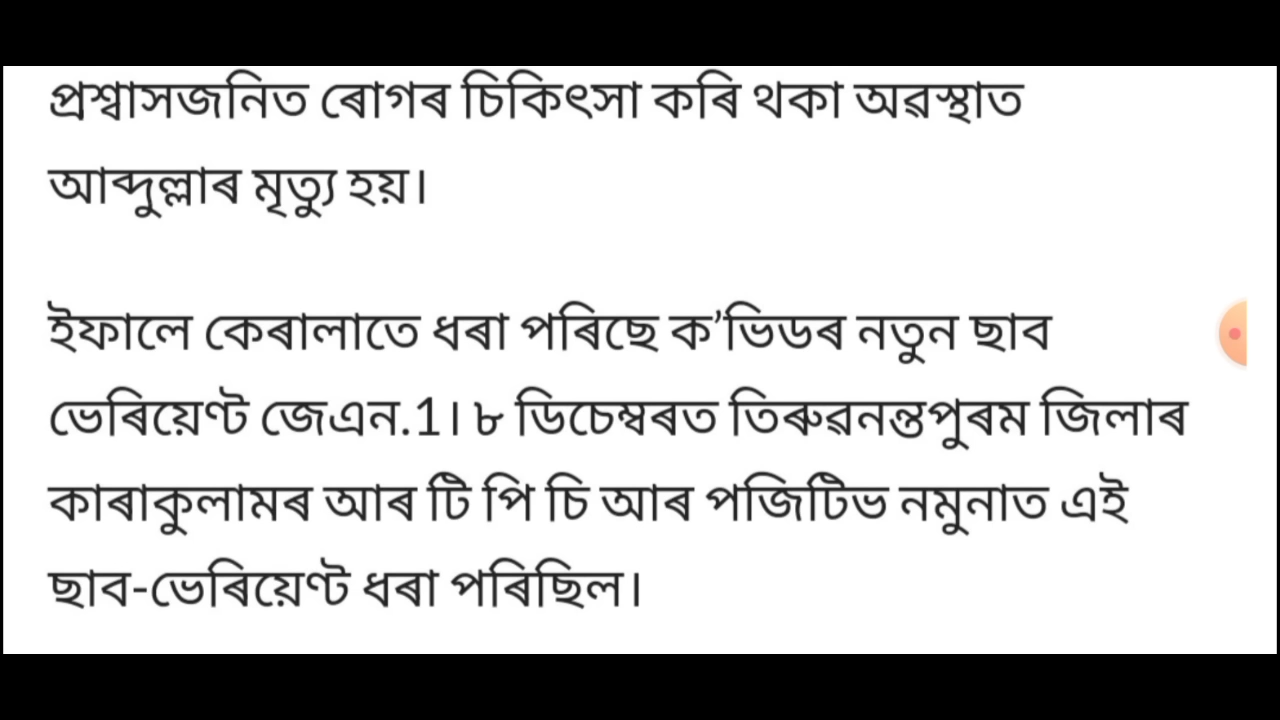 প্ৰশ্বাসজনিত ৰোগৰ চিকিৎসা কৰি থকা অৱস্থাত
আব্দুল্লাৰ মৃত্যু হয়।
ইফালে কেৰালাতে ধৰা পৰিছে ক’ভিডৰ নতুন ছাব
ভেৰিয়েণ্ট জেএন.1। ৮ ডিচেম্বৰত তিৰুৱনন্তপুৰম জিলাৰ
কাৰাকুলামৰ আৰ টি পি চি আৰ পজিটিভ নমুনাত এই
ছাব-ভেৰিয়েণ্ট ধৰা পৰিছিল।